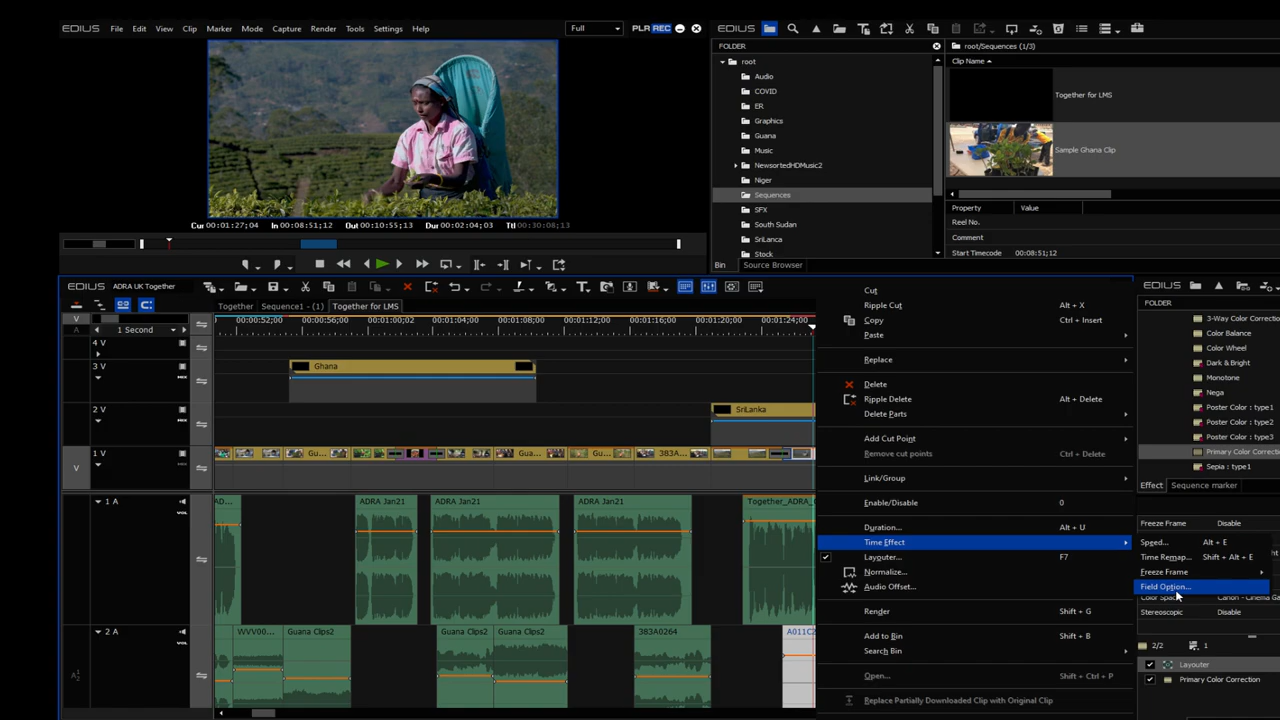 EDIUS File Edit View Clip Marker Mode Capture Render Tools Settings Help
Full
PLR REC
Cur 00:01:27;04 In 00:08:51;12 Out 00:10:55;13 Dur 00:02:04;03 Ttl 00:30:08;13
EDIUS
FOLDER
root
Audio
COVID
ER
Graphics
Guana
Music
NewsortedHDMusic2
Niger
Sequences
SFX
South Sudan
SriLanka
Stock
Bin Source Browser
root/Sequences (1/3)
Clip Name
Together for LMS
Sample Ghana Clip
Property Value
Reel No.
Comment
Start Timecode 00:08:51;12
EDIUS ADRA UK Together
Together Sequence1 - (1) Together for LMS
V
A
1 Second
00:00:52;00 00:00:56;00 00:01:00;02 00:01:04;00 00:01:08;00 00:01:12;00 00:01:16;00 00:01:20;00 00:01:24;00
4 V
3 V
Ghana
2 V
SriLanka
1 V
V
Gu... Gua... Gu... 383A...
1 A
VOL
AD... ADRA Jan21 ADRA Jan21 ADRA Jan21 Together_ADRA_
2 A
VOL
WVV00... Guana Clips2 Guana Clips2 Guana Clips2 383A0264 A011C2
Cut
Ripple Cut Alt + X
Copy Ctrl + Insert
Paste
Replace
Delete
Ripple Delete Alt + Delete
Delete Parts
Add Cut Point
Remove cut points Ctrl + Delete
Link/Group
Enable/Disable 0
Duration... Alt + U
Time Effect
Layouter... F7
Normalize...
Audio Offset...
Render Shift + G
Add to Bin Shift + B
Search Bin
Open... Shift + Ctrl + P
Replace Partially Downloaded Clip with Original Clip
EDIUS
FOLDER
3-Way Color Correction
Color Balance
Color Wheel
Dark & Bright
Monotone
Nega
Poster Color : type1
Poster Color : type2
Poster Color : type3
Primary Color Correcti
Sepia : type1
Effect Sequence marker
Freeze Frame Disable
Speed... Alt + E
Time Remap... Shift + Alt + E
Freeze Frame
Field Option...
Color Spac Canon - Cinema Ga
Stereoscopic Disable
2/2 1
Layouter
Primary Color Correction